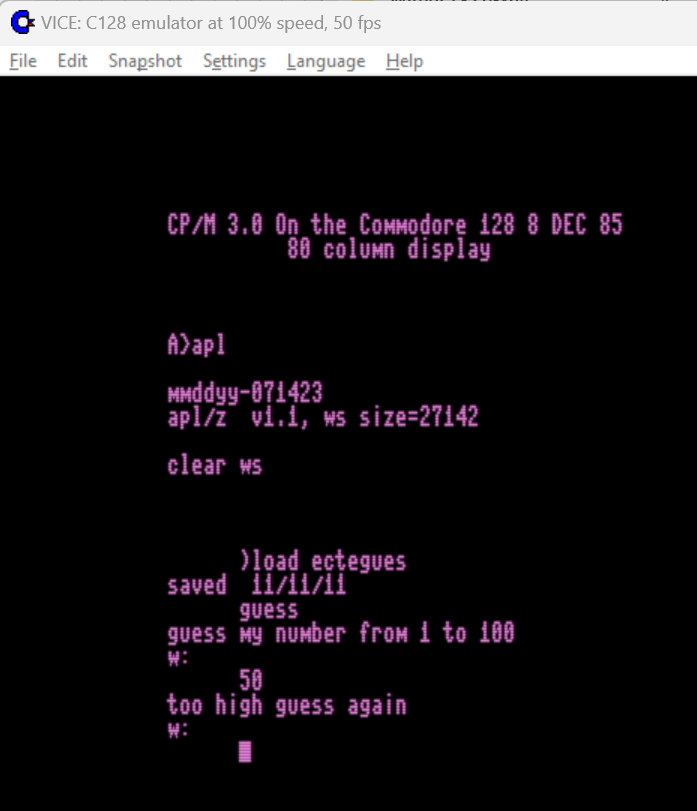 VICE: C128 emulator at 100% speed, 50 fps
File Edit Snapshot Settings Language Help
CP/M 3.0 On the Commodore 128 8 DEC 85
80 column display
A>apl
mmddyy-071423
apl/z v1.1, ws size=27142
clear ws
)load ectegues
saved 11/11/11
guess
guess my number from 1 to 100
w:
50
too high guess again
w: